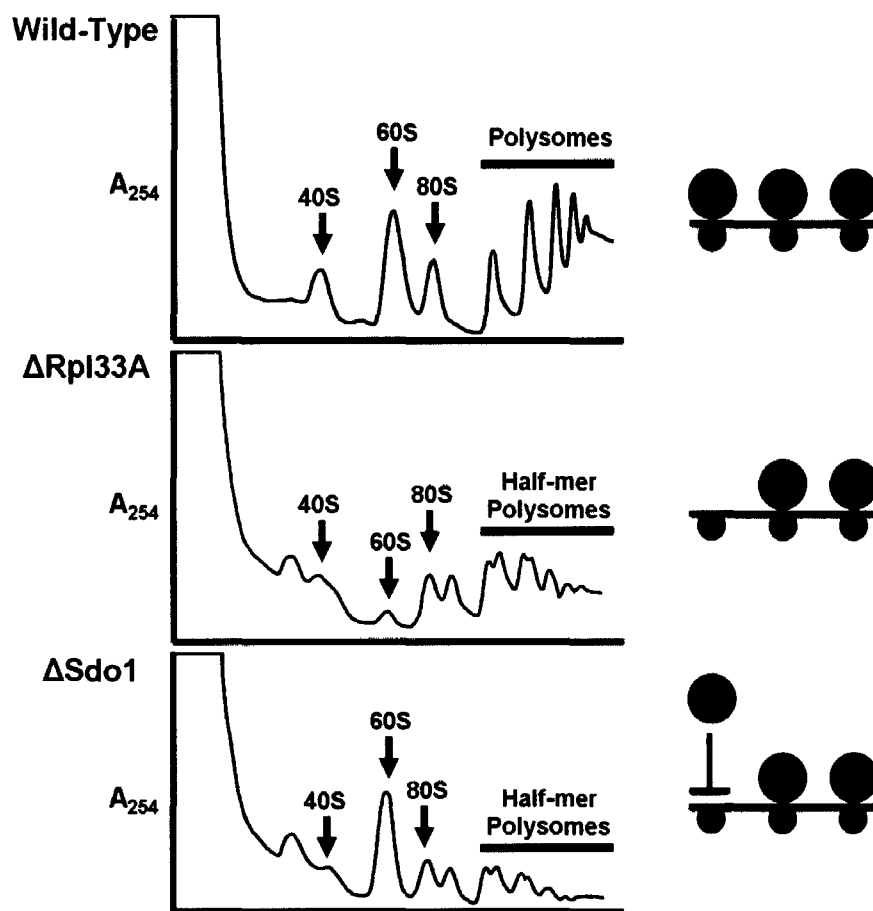 Wild-Type
A254
40S
60S
80S
Polysomes
ΔRpl33A
A254
40S
60S
80S
Half-mer
Polysomes
ΔSdo1
A254
40S
60S
80S
Half-mer
Polysomes